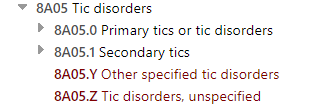 8A05 Tic disorders
8A05.0 Primary tics or tic disorders
8A05.1 Secondary tics
8A05.Y Other specified tic disorders
8A05.Z Tic disorders, unspecified